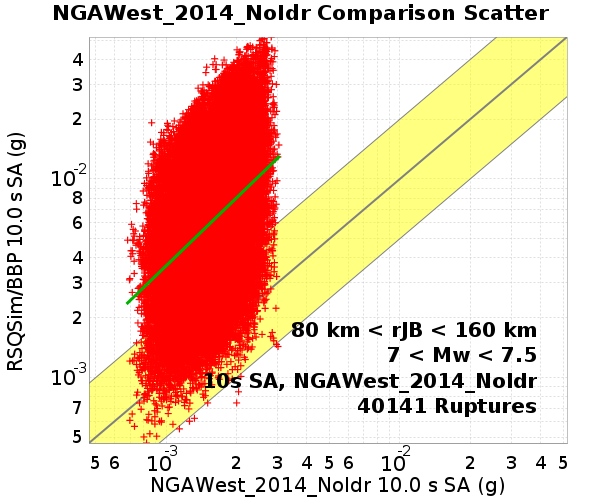 NGAWest_2014_NoIdr Comparison Scatter
RSQSim/BBP 10.0 s SA (g)
4
3
2
10-2
8
6
4
3
2
10-3
7
5
80 km < rJB < 160 km
7 < Mw < 7.5
10s SA, NGAWest_2014_NoIdr
40141 Ruptures
5 6 10-3 2 3 4 5 6 10-2 2 3 4 5
NGAWest_2014_NoIdr 10.0 s SA (g)